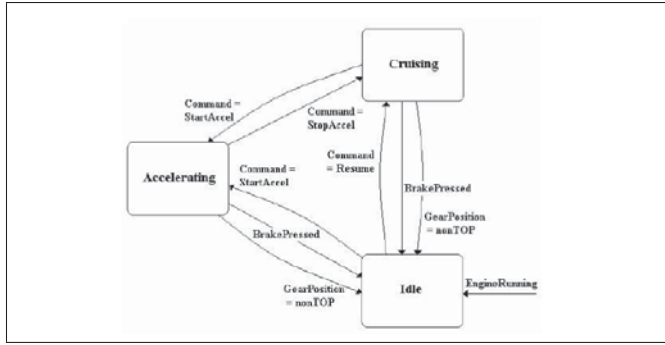 Cruising
Command =
StartAccel
Command =
StopAccel
Command
= Resume
Command =
StartAccel
Accelerating
BrakePressed
GearPosition
= nonTOP
BrakePressed
GearPosition
= nonTOP
Idle
EngineRunning